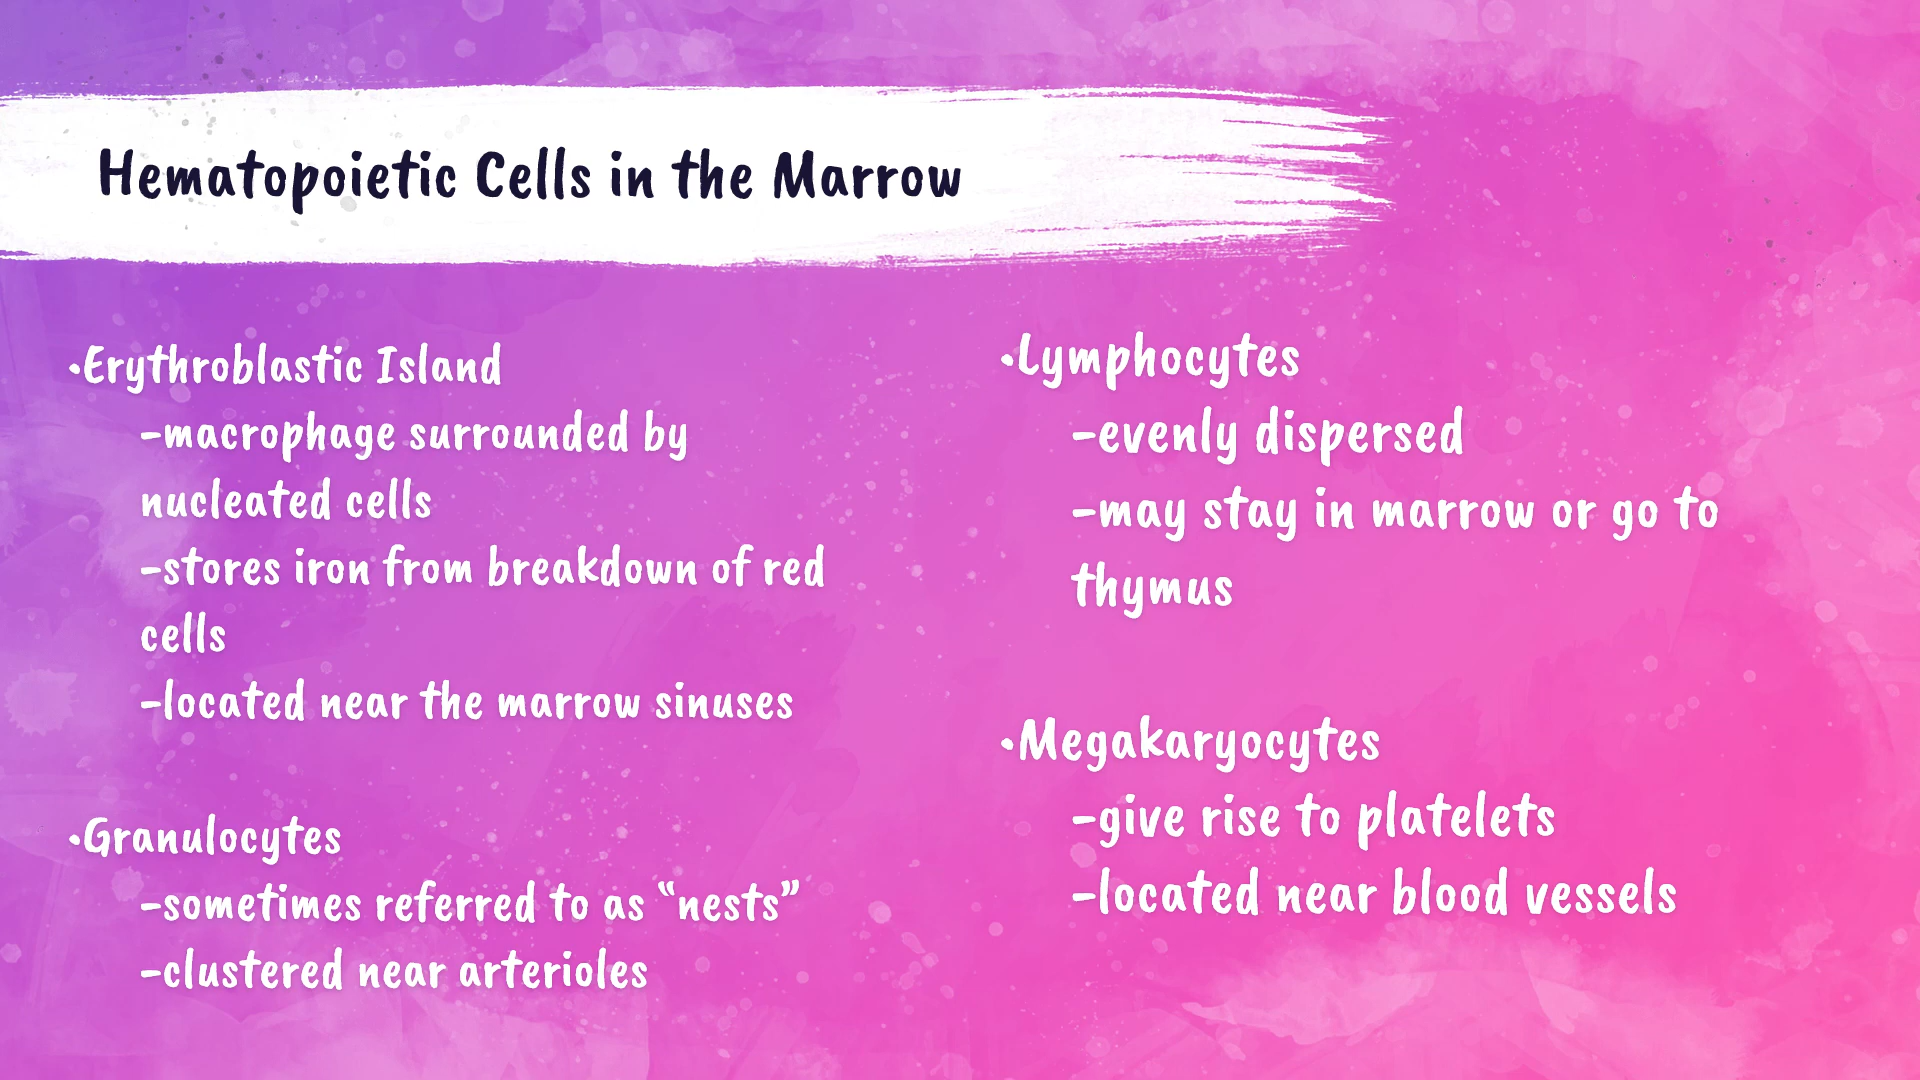 Hematopoietic Cells in the Marrow
•Erythroblastic Island
–macrophage surrounded by
nucleated cells
–stores iron from breakdown of red
cells
–located near the marrow sinuses
•Granulocytes
–sometimes referred to as “nests”
–clustered near arterioles
•Lymphocytes
–evenly dispersed
–may stay in marrow or go to
thymus
•Megakaryocytes
–give rise to platelets
–located near blood vessels